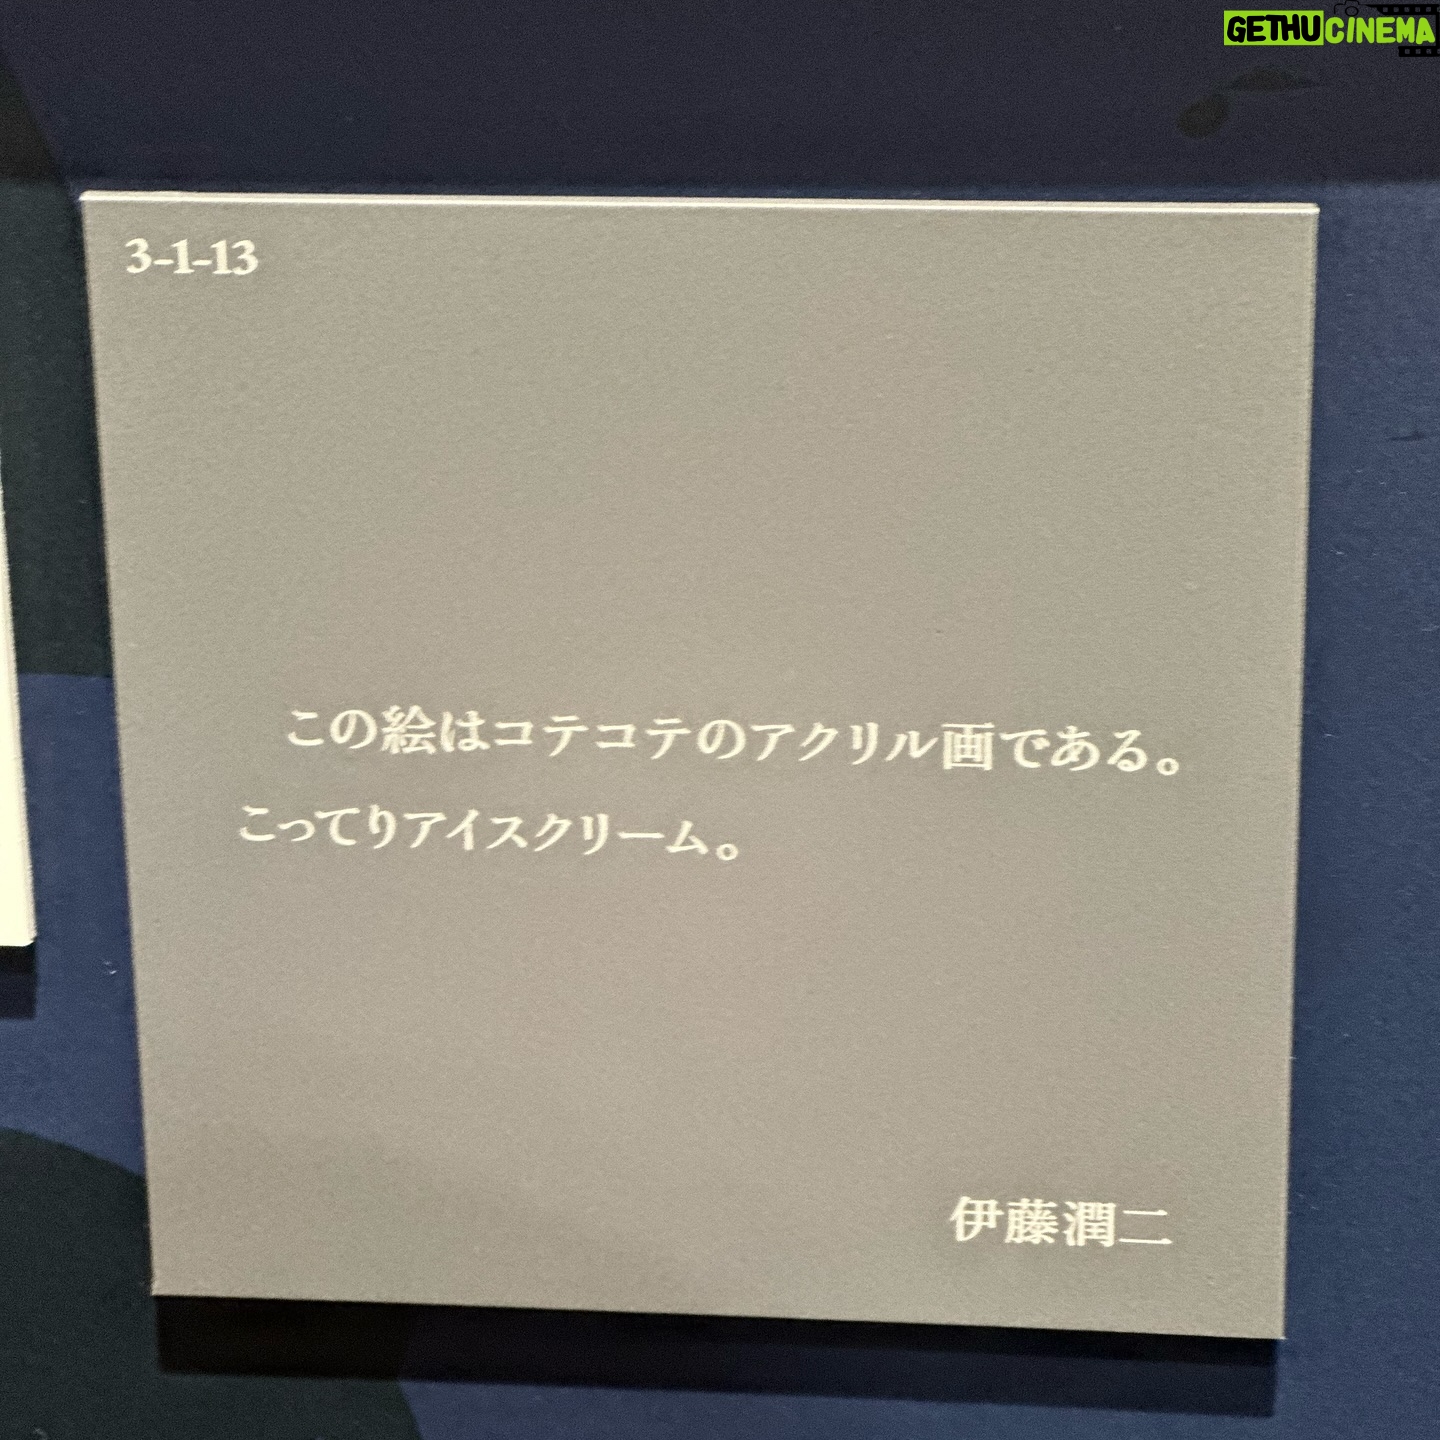 GETHUCINEMA
3-1-13
この絵はコテコテのアクリル画である。
こってりアイスクリーム。
伊藤潤二